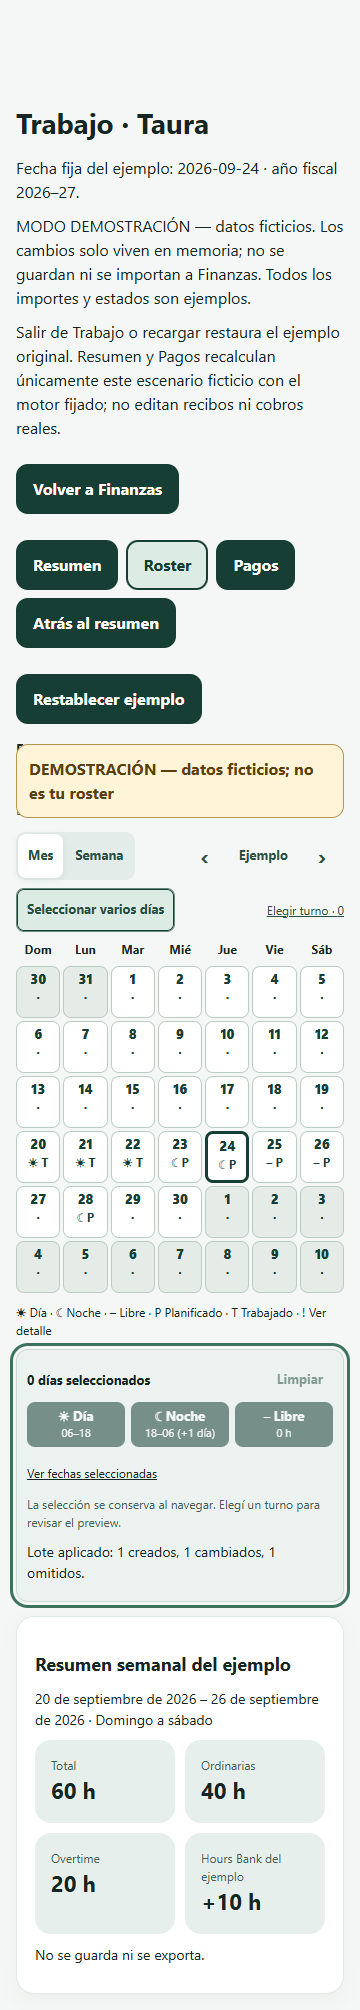 Trabajo · Taura
Fecha fija del ejemplo: 2026-09-24 · año fiscal
2026–27.
MODO DEMOSTRACIÓN — datos ficticios. Los
cambios solo viven en memoria; no se
guardan ni se importan a Finanzas. Todos los
importes y estados son ejemplos.
Salir de Trabajo o recargar restaura el ejemplo
original. Resumen y Pagos recalculan
únicamente este escenario ficticio con el
motor fijado; no editan recibos ni cobros
reales.
Volver a Finanzas
Resumen Roster Pagos
Atrás al resumen
Restablecer ejemplo
DEMOSTRACIÓN — datos ficticios; no
es tu roster
Mes Semana ‹ Ejemplo ›
Seleccionar varios días Elegir turno · 0
Dom Lun Mar Mié Jue Vie Sáb
30 31 1 2 3 4 5
· · · · · · ·
6 7 8 9 10 11 12
· · · · · · ·
13 14 15 16 17 18 19
· · · · · · ·
20 21 22 23 24 25 26
☀ T ☀ T ☀ T ☾ P ☾ P – P – P
27 28 29 30 1 2 3
· ☾ P · · · · ·
4 5 6 7 8 9 10
· · · · · · ·
☀ Día · ☾ Noche · – Libre · P Planificado · T Trabajado · ! Ver
detalle
0 días seleccionados Limpiar
☀ Día ☾ Noche – Libre
06–18 18–06 (+1 día) 0 h
Ver fechas seleccionadas
La selección se conserva al navegar. Elegí un turno para
revisar el preview.
Lote aplicado: 1 creados, 1 cambiados, 1
omitidos.
Resumen semanal del ejemplo
20 de septiembre de 2026 – 26 de septiembre
de 2026 · Domingo a sábado
Total Ordinarias
60 h 40 h
Overtime Hours Bank del
ejemplo
20 h +10 h
No se guarda ni se exporta.